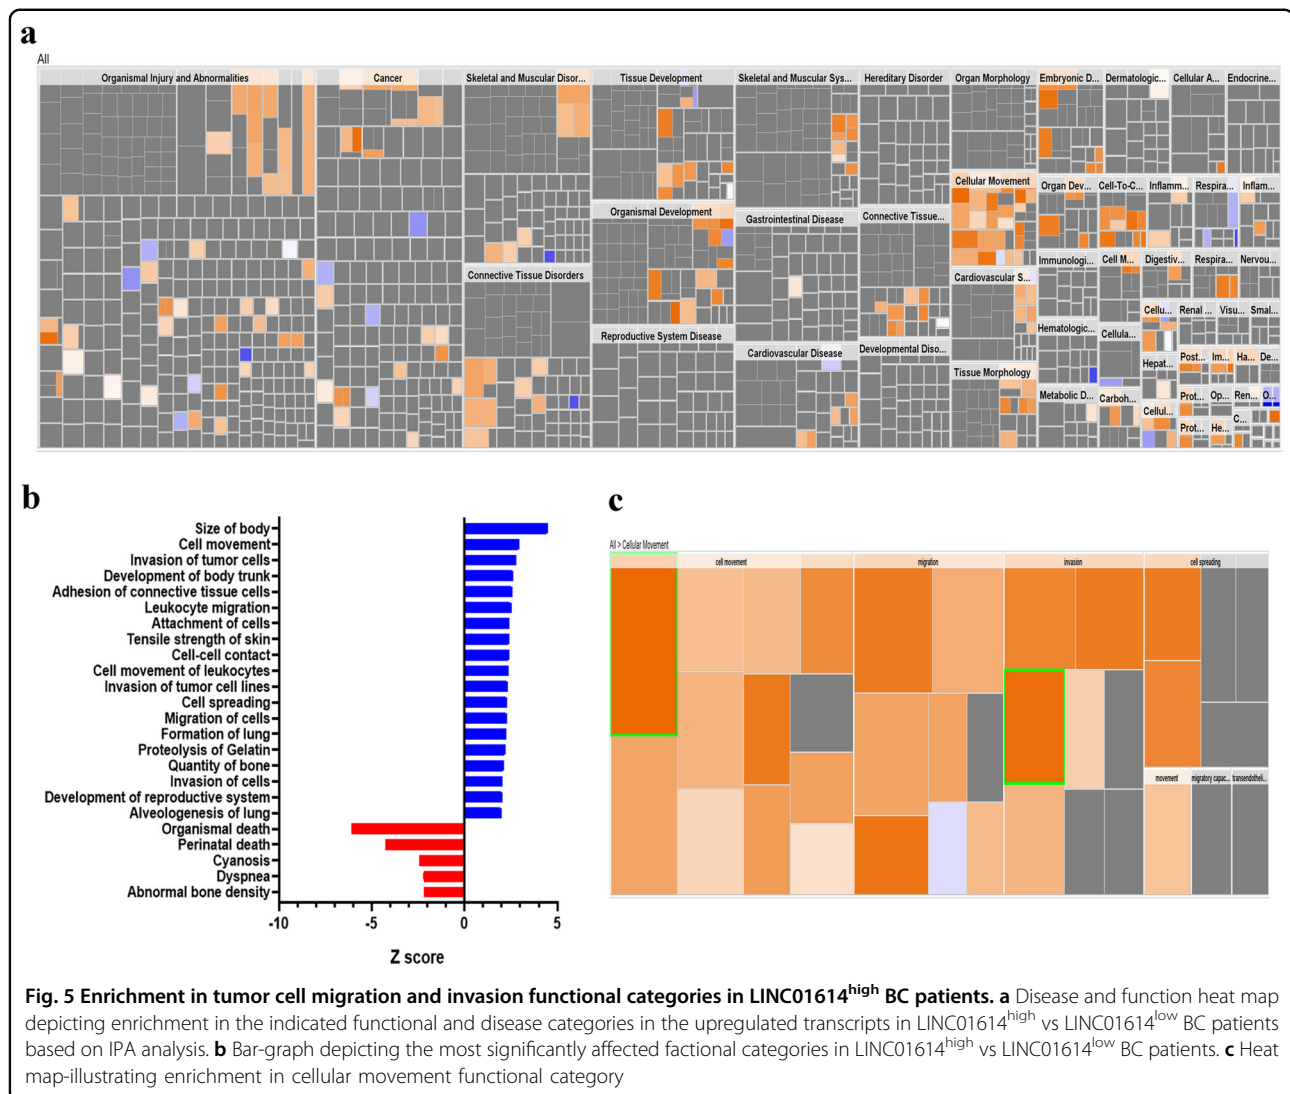 a
All
Organismal Injury and Abnormalities
Cancer
Skeletal and Muscular Disor...
Tissue Development
Skeletal and Muscular Sys...
Hereditary Disorder
Organ Morphology
Embryonic D...
Dermatologic...
Cellular A...
Endocrine...
Cellular Movement
Organ Dev...
Cell-To-C...
Inflamm...
Respira...
Inflam...
Organismal Development
Gastrointestinal Disease
Connective Tissue...
Connective Tissue Disorders
Cardiovascular S...
Immunologi...
Cell M...
Digestiv...
Respira...
Nervou...
Reproductive System Disease
Cardiovascular Disease
Developmental Diso...
Hematologic...
Cellula...
Cellu...
Renal ...
Visu...
Smal...
Tissue Morphology
Hepat...
Post...
Im...
Ha...
De...
Metabolic D...
Carboh...
Prot...
Op...
Ren...
O...
Cellul...
Prot...
He...
C...
b
Size of body
Cell movement
Invasion of tumor cells
Development of body trunk
Adhesion of connective tissue cells
Leukocyte migration
Attachment of cells
Tensile strength of skin
Cell-cell contact
Cell movement of leukocytes
Invasion of tumor cell lines
Cell spreading
Migration of cells
Formation of lung
Proteolysis of Gelatin
Quantity of bone
Invasion of cells
Development of reproductive system
Alveologenesis of lung
Organismal death
Perinatal death
Cyanosis
Dyspnea
Abnormal bone density
-10 -5 0 5
Z score
c
All > Cellular Movement
cell movement
migration
invasion
cell spreading
movement
migratory capac...
transendotheli...
Fig. 5 Enrichment in tumor cell migration and invasion functional categories in LINC01614high BC patients. a Disease and function heat map
depicting enrichment in the indicated functional and disease categories in the upregulated transcripts in LINC01614high vs LINC01614low BC patients
based on IPA analysis. b Bar-graph depicting the most significantly affected factional categories in LINC01614high vs LINC01614low BC patients. c Heat
map-illustrating enrichment in cellular movement functional category